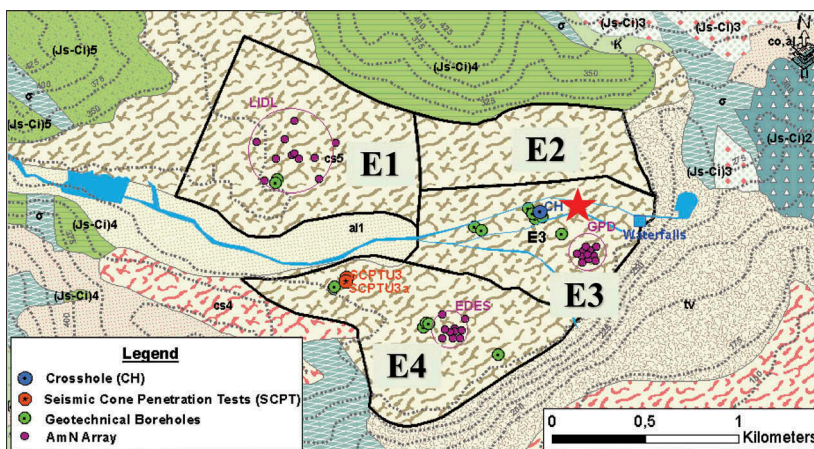 (Js-Ci)5
(Js-Ci)3
(Js-Ci)3
co,al
N
K
σ
(Js-Ci)4
350
(Js-Ci)5
LIDL
cs5
E1
E2
(Js-Ci)3
(Js-Ci)2
σ
(Js-Ci)4
al1
CH
E3
GPD
Waterfalls
SCPTU3
SCPTU3a
(Js-Ci)4
cs4
EDES
E3
tv
E4
σ
Legend
Crosshole (CH)
Seismic Cone Penetration Tests (SCPT)
Geotechnical Boreholes
AmN Array
0 0,5 1
Kilometers